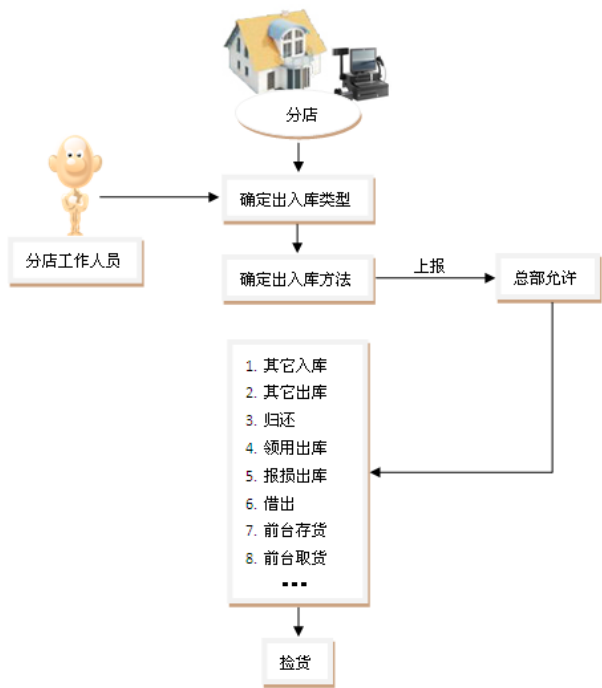 分店
确定出入库类型
分店工作人员
确定出入库方法
上报
总部允许
1. 其它入库
2. 其它出库
3. 归还
4. 领用出库
5. 报损出库
6. 借出
7. 前台存货
8. 前台取货
...
捡货